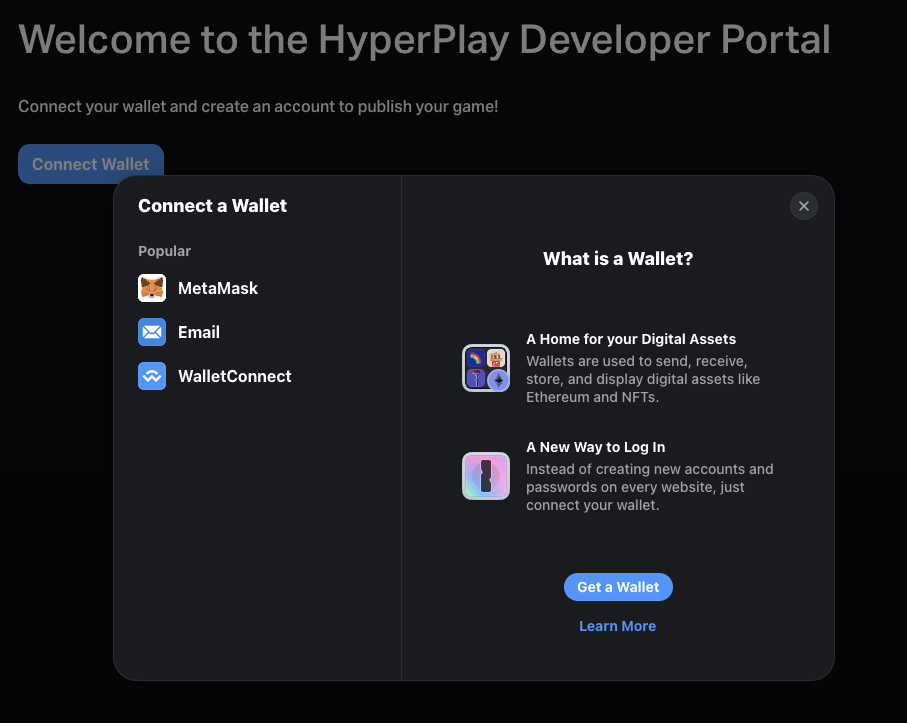 Welcome to the HyperPlay Developer Portal
Connect your wallet and create an account to publish your game!
Connect Wallet
Connect a Wallet
Popular
MetaMask
Email
WalletConnect
What is a Wallet?
A Home for your Digital Assets
Wallets are used to send, receive,
store, and display digital assets like
Ethereum and NFTs.
A New Way to Log In
Instead of creating new accounts and
passwords on every website, just
connect your wallet.
Get a Wallet
Learn More